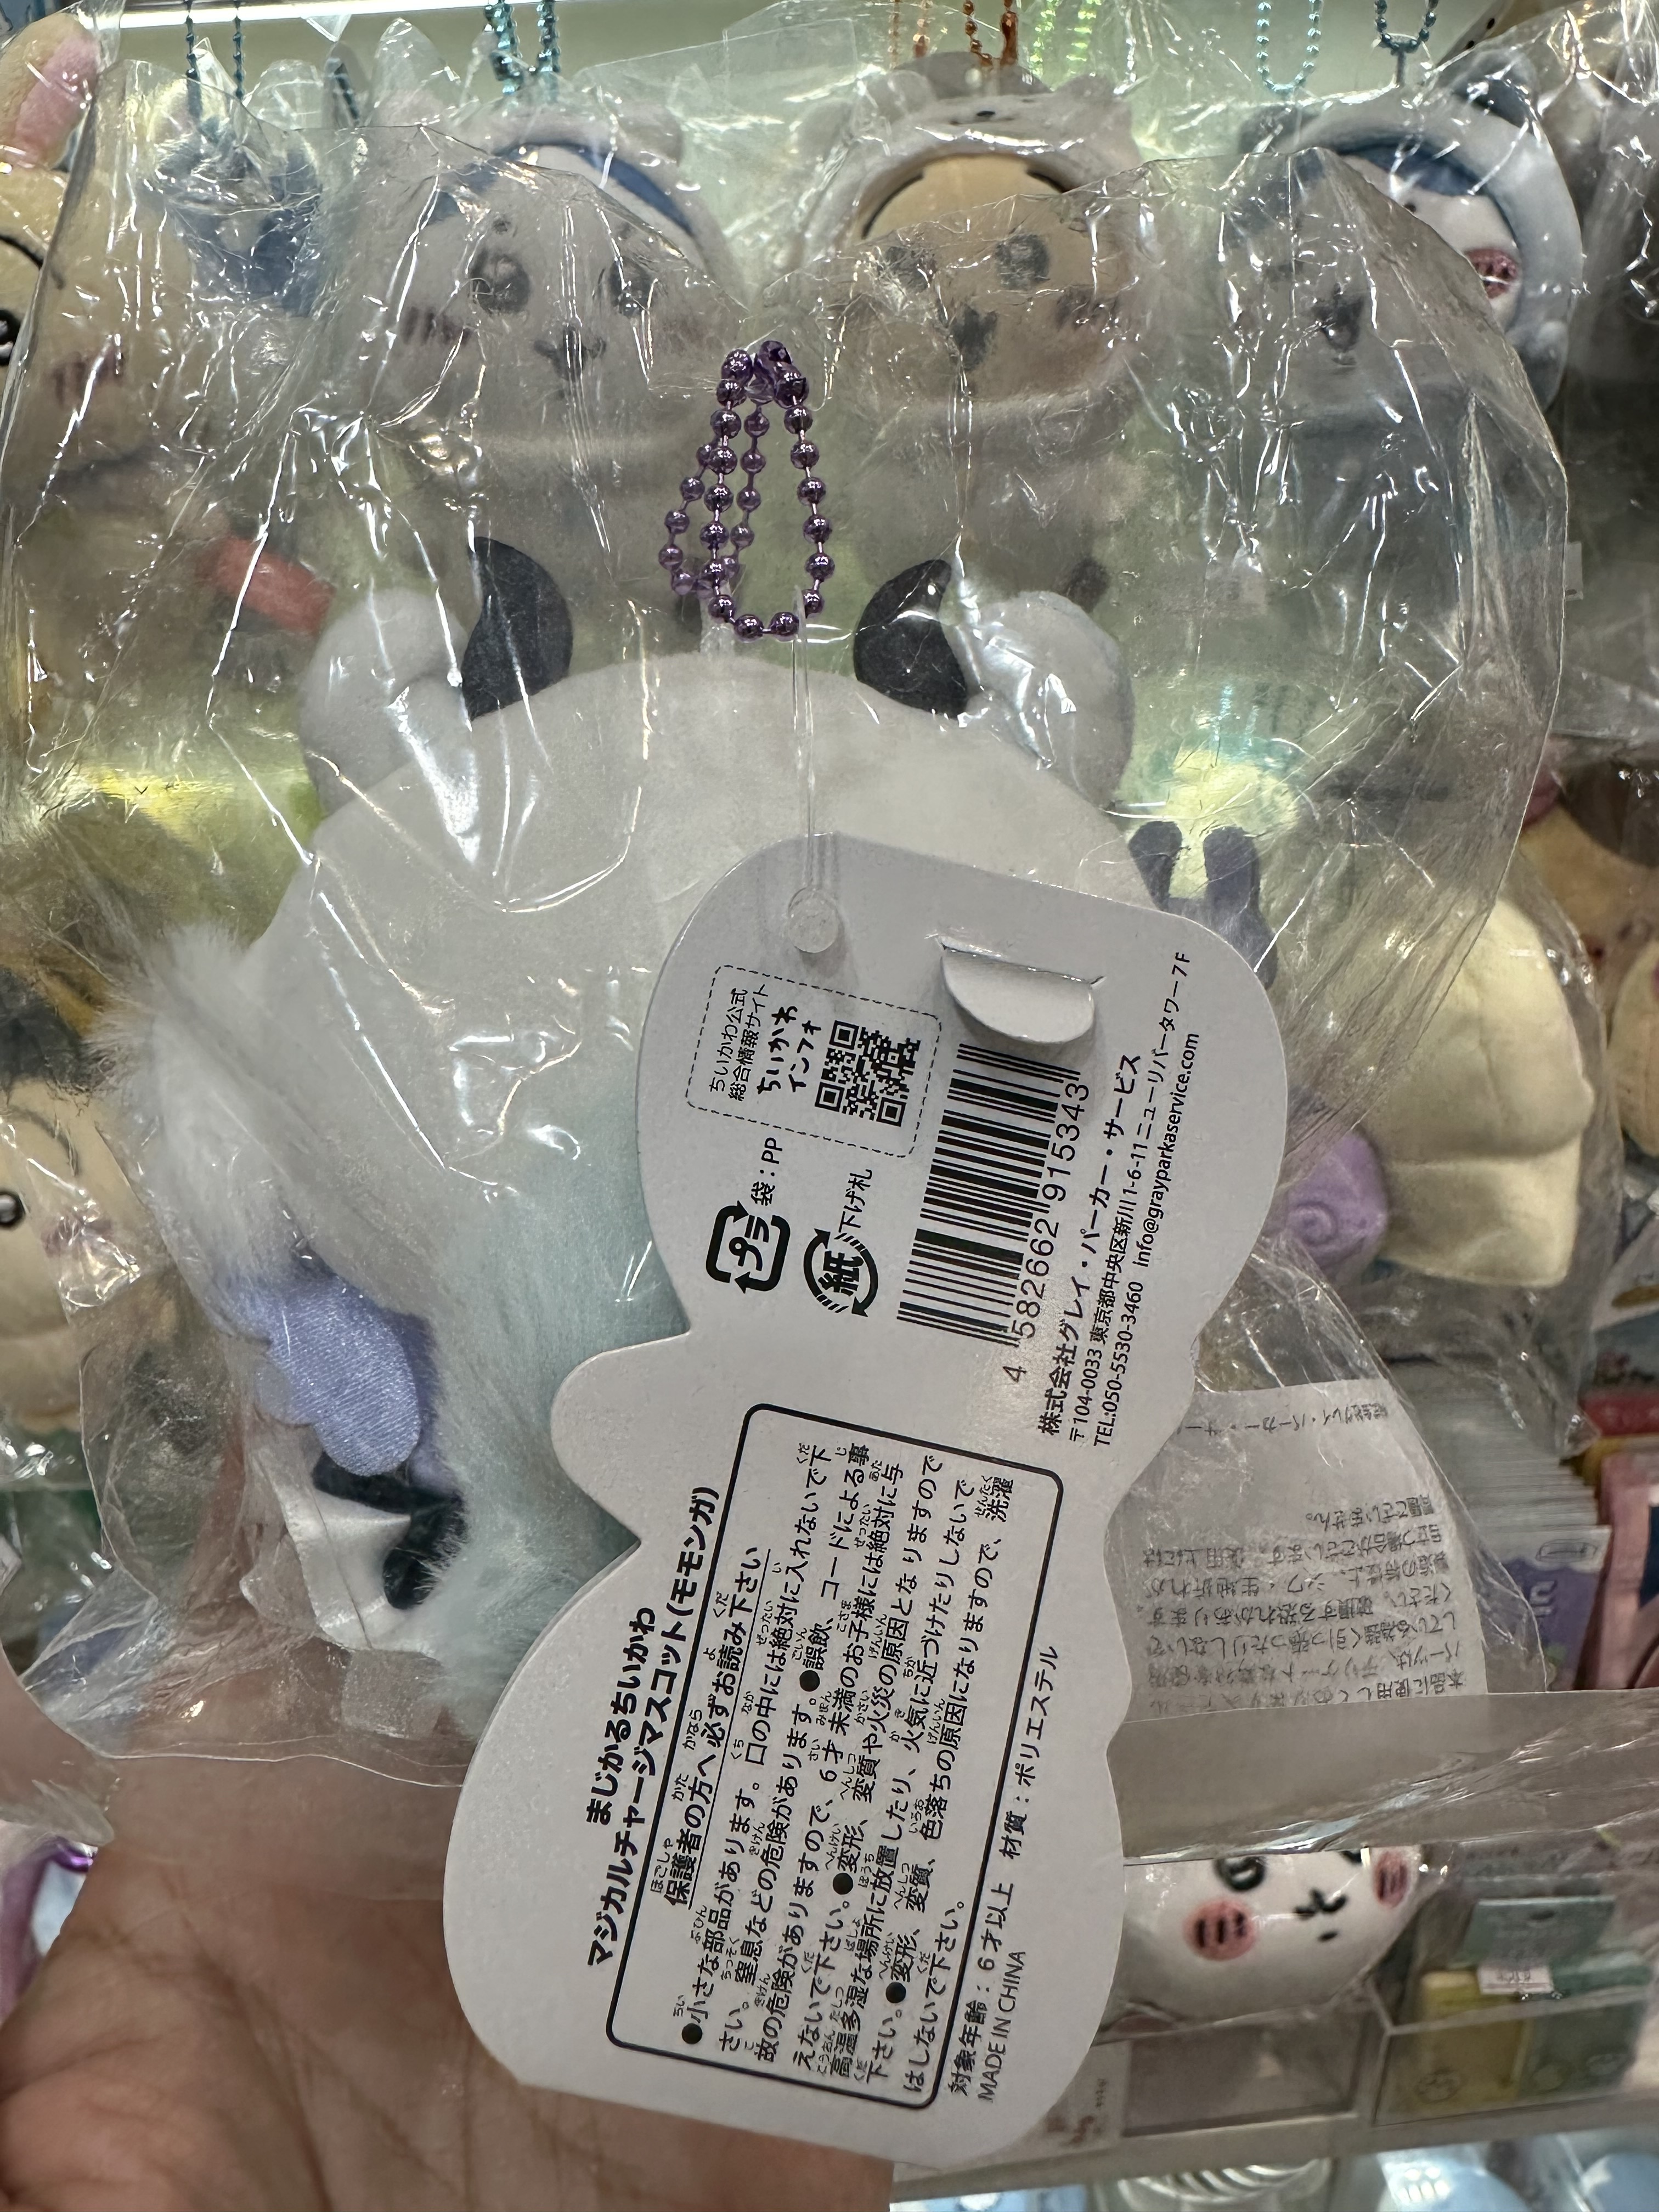 まじかるちいかわ
マジカルチャージマスコット(モモンガ)
保護者の方へ必ずお読み下さい
●小さな部品があります。口の中には絶対に入れないで下
さい。窒息などの危険があります。●誤飲、コードによる事
故の危険がありますので、6才未満のお子様には絶対に与
えないで下さい。●変形、変質や火災の原因となりますので
高温多湿な場所に放置したり、火気に近づけたりしないで
下さい。●変形、変質、色落ちの原因になりますので、洗濯
はしないで下さい。
対象年齢：6才以上 材質：ポリエステル
MADE IN CHINA
ちいかわ公式
総合情報サイト
ちいかわ
インフォ
プラ
袋：PP
紙
下げ札
4 582662 915343
株式会社グレイ・パーカー・サービス
〒104-0033 東京都中央区新川1-6-11ニューリバータワー7F
TEL:050-5530-3460 info@grayparkaservice.com